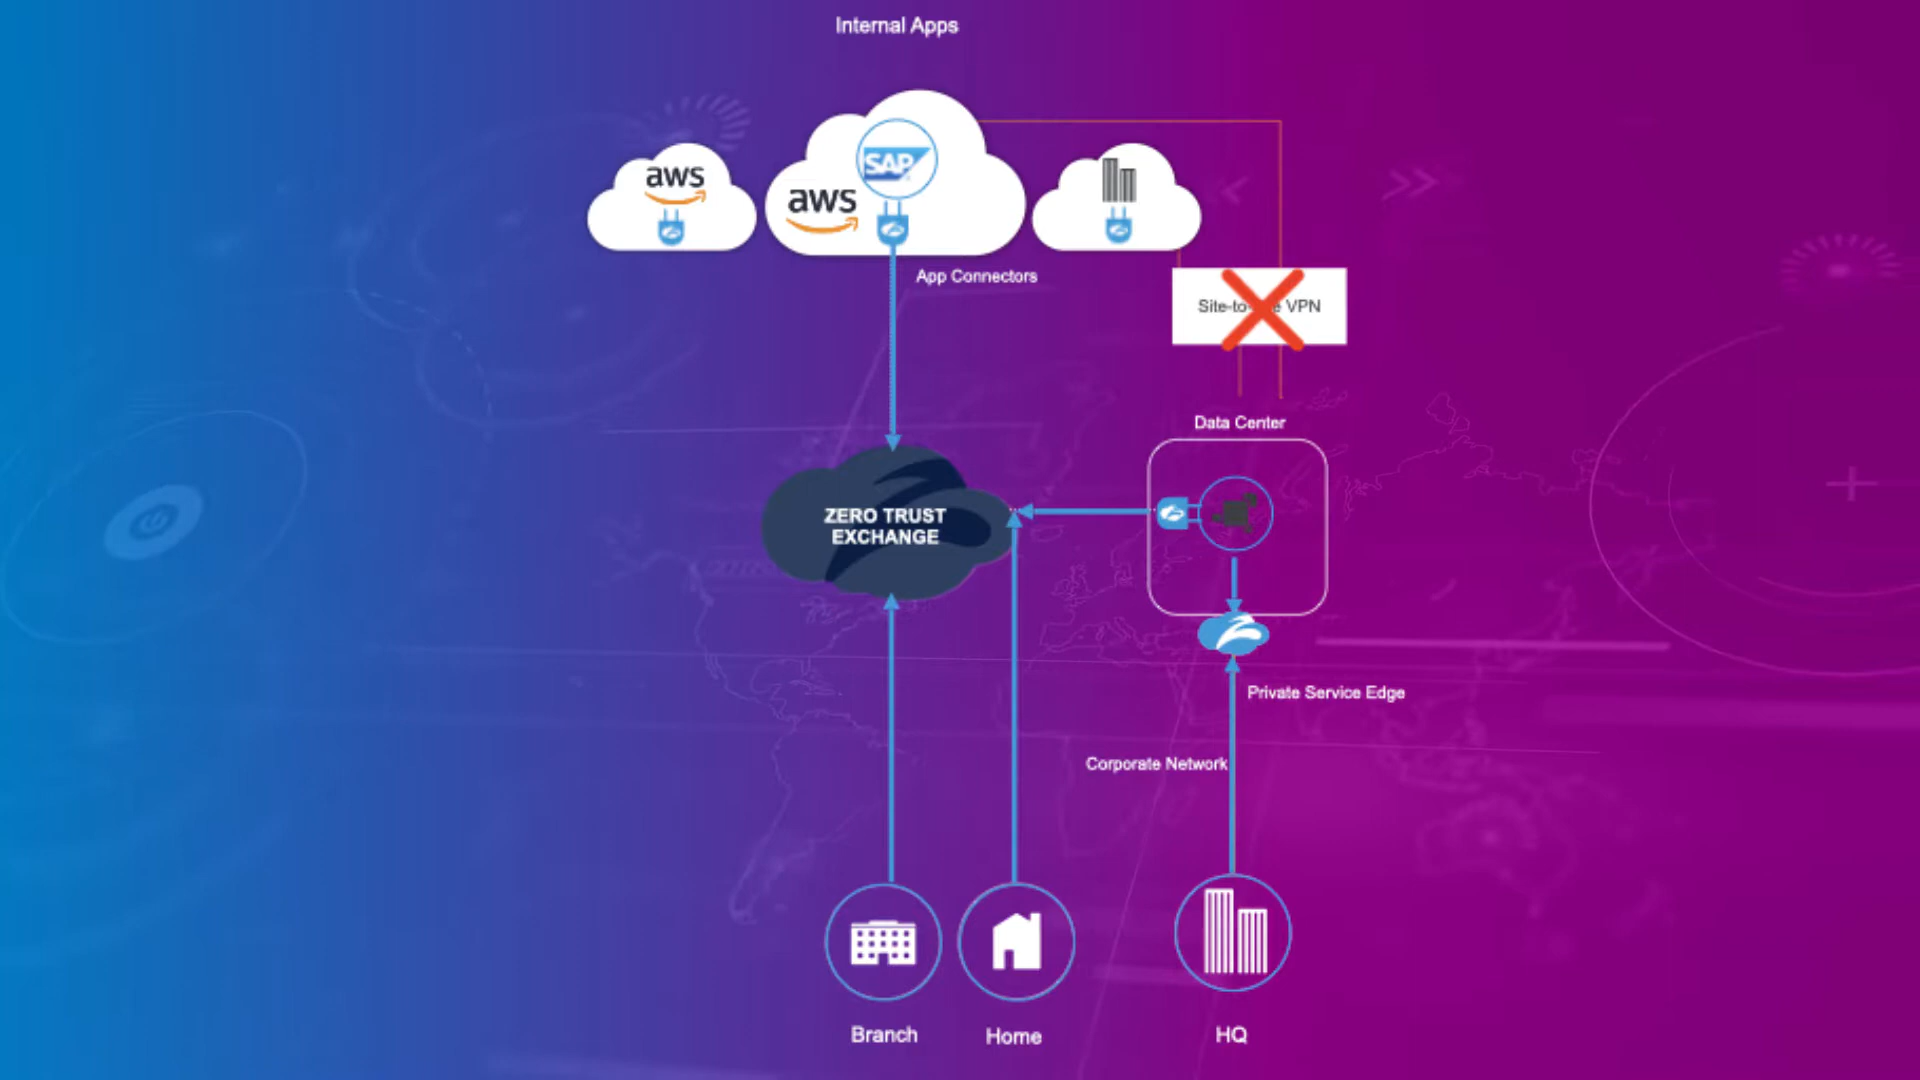 Internal Apps
aws
aws
SAP
App Connectors
Site-to- e VPN
Data Center
ZERO TRUST
EXCHANGE
Private Service Edge
Corporate Network
Branch
Home
HQ